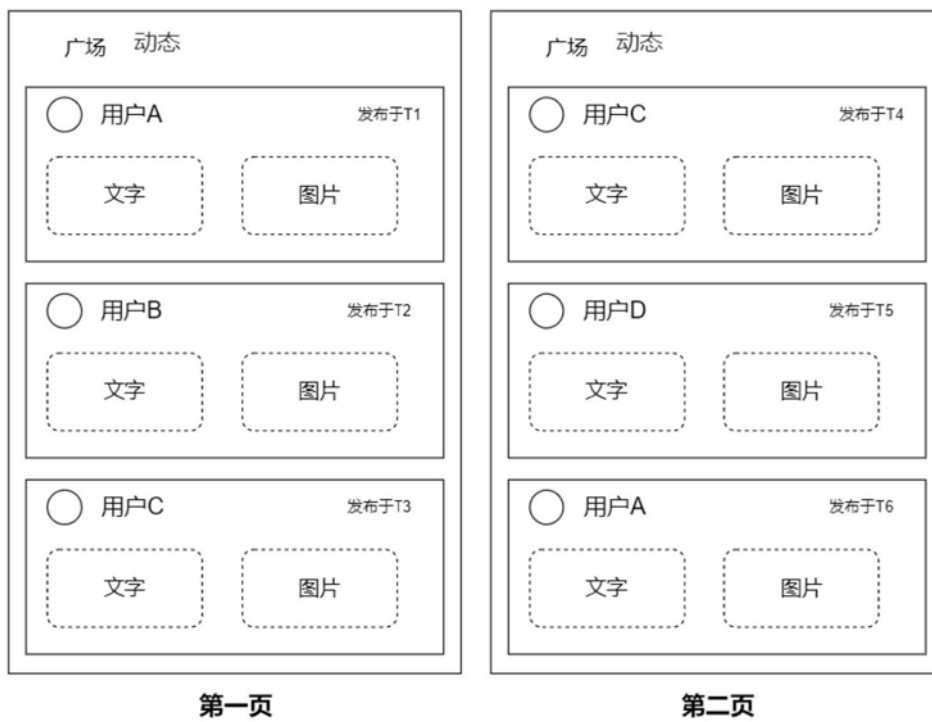 广场 动态
用户A 发布于T1
文字 图片
用户B 发布于T2
文字 图片
用户C 发布于T3
文字 图片
第一页
广场 动态
用户C 发布于T4
文字 图片
用户D 发布于T5
文字 图片
用户A 发布于T6
文字 图片
第二页